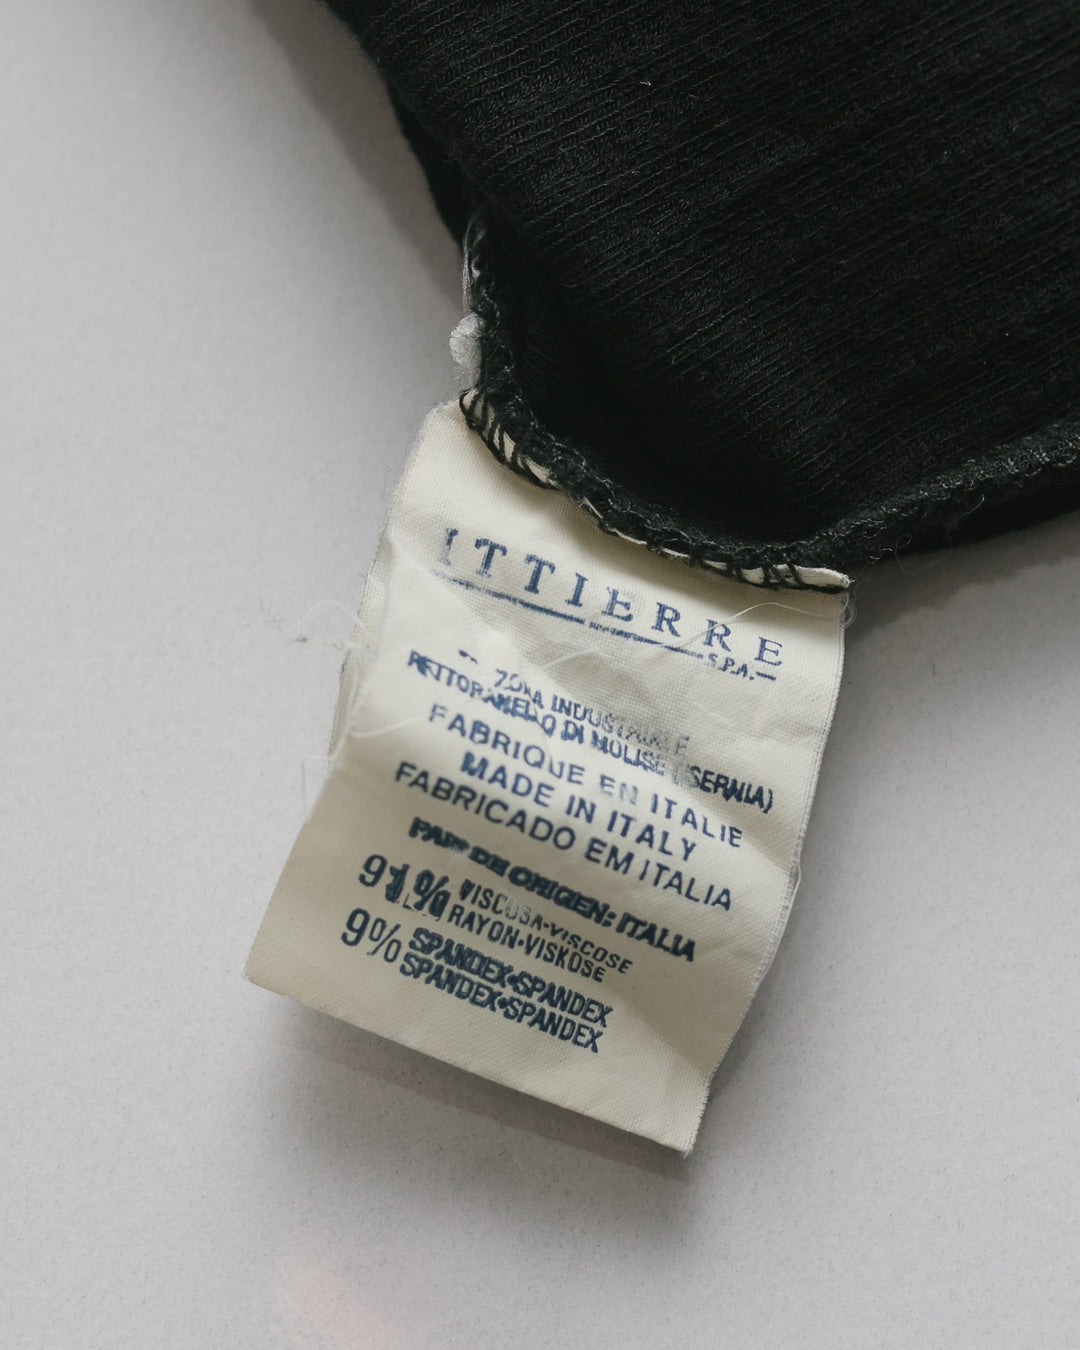 ITTIERRE
S.P.A.
ZONA INDUSTRIALE
PETTORANELLO DI MOLISE (ISERNIA)
FABRIQUE EN ITALIE
MADE IN ITALY
FABRICADO EM ITALIA
PAIS DE ORIGEN: ITALIA
91% VISCOSA-VISCOSE
RAYON-VISKOSE
9% SPANDEX•SPANDEX
SPANDEX•SPANDEX